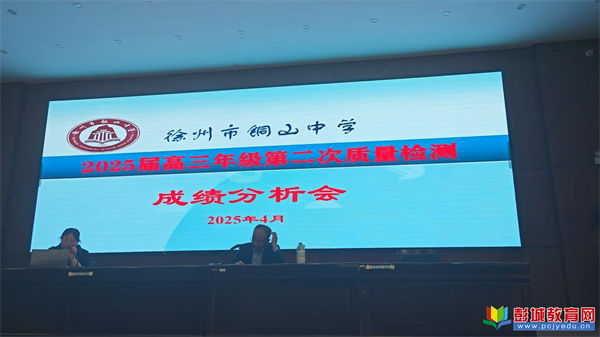 徐州市铜山中学
2025届高三年级第二次质量检测
成绩分析会
2025年4月
彭城教育网
www.pcjyedu.cn